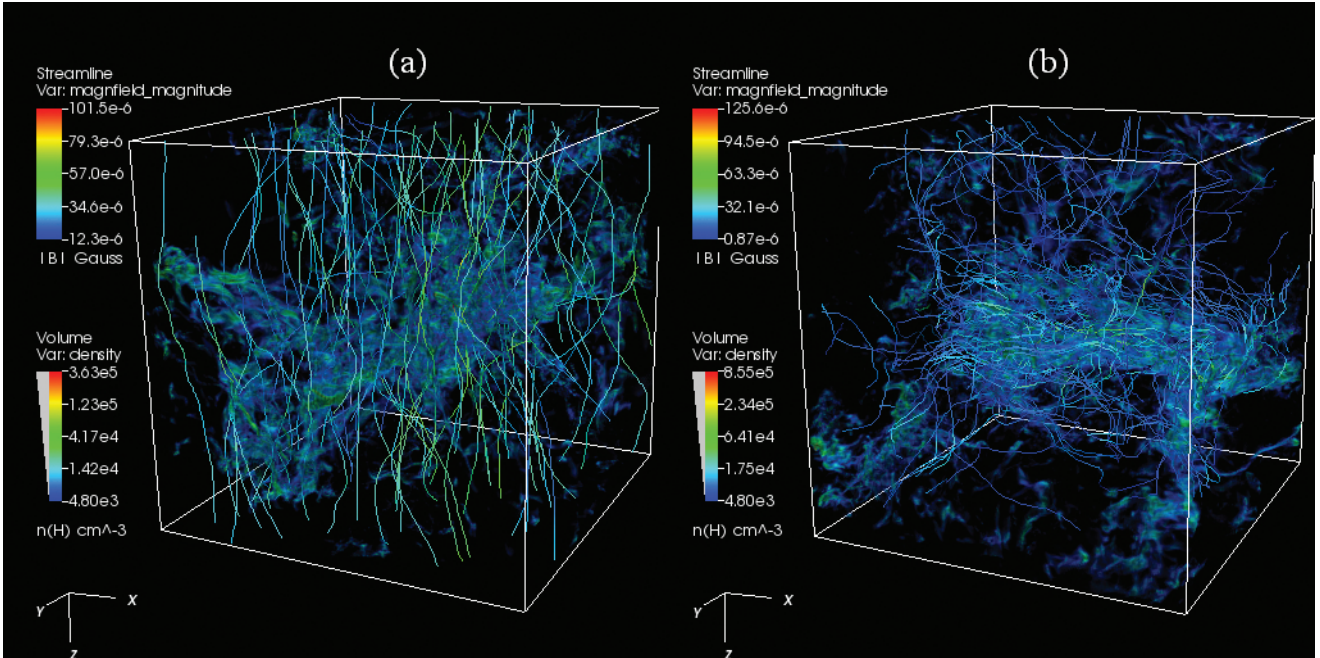 (a)
Streamline
Var: magnfield_magnitude
101.5e-6
79.3e-6
57.0e-6
34.6e-6
12.3e-6
|B| Gauss
Volume
Var: density
3.63e5
1.23e5
4.17e4
1.42e4
4.80e3
n(H) cm^-3
Y
X
Z
(b)
Streamline
Var: magnfield_magnitude
125.6e-6
94.5e-6
63.3e-6
32.1e-6
0.87e-6
|B| Gauss
Volume
Var: density
8.55e5
2.34e5
6.41e4
1.75e4
4.80e3
n(H) cm^-3
Y
X
Z